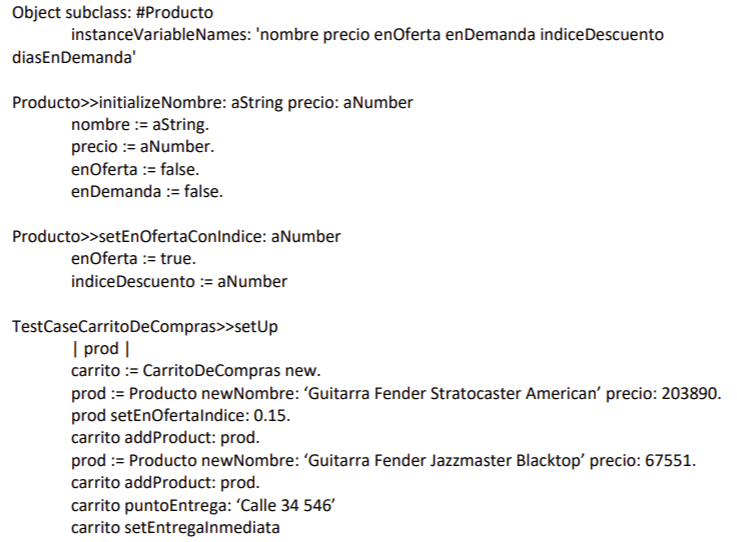 Object subclass: #Producto
instanceVariableNames: 'nombre precio enOferta enDemanda indiceDescuento
diasEnDemanda'
Producto>>initializeNombre: aString precio: aNumber
nombre := aString.
precio := aNumber.
enOferta := false.
enDemanda := false.
Producto>>setEnOfertaConIndice: aNumber
enOferta := true.
indiceDescuento := aNumber
TestCaseCarritoDeCompras>>setUp
| prod |
carrito := CarritoDeCompras new.
prod := Producto newNombre: ‘Guitarra Fender Stratocaster American’ precio: 203890.
prod setEnOfertaIndice: 0.15.
carrito addProduct: prod.
prod := Producto newNombre: ‘Guitarra Fender Jazzmaster Blacktop’ precio: 67551.
carrito addProduct: prod.
carrito puntoEntrega: ‘Calle 34 546’
carrito setEntregaInmediata